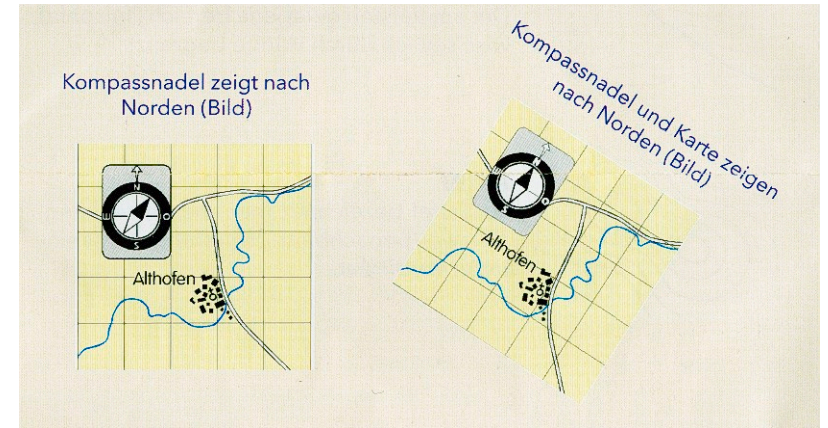 Kompassnadel zeigt nach
Norden (Bild)
N
E
O
S
Althofen
Kompassnadel und Karte zeigen
nach Norden (Bild)
Althofen